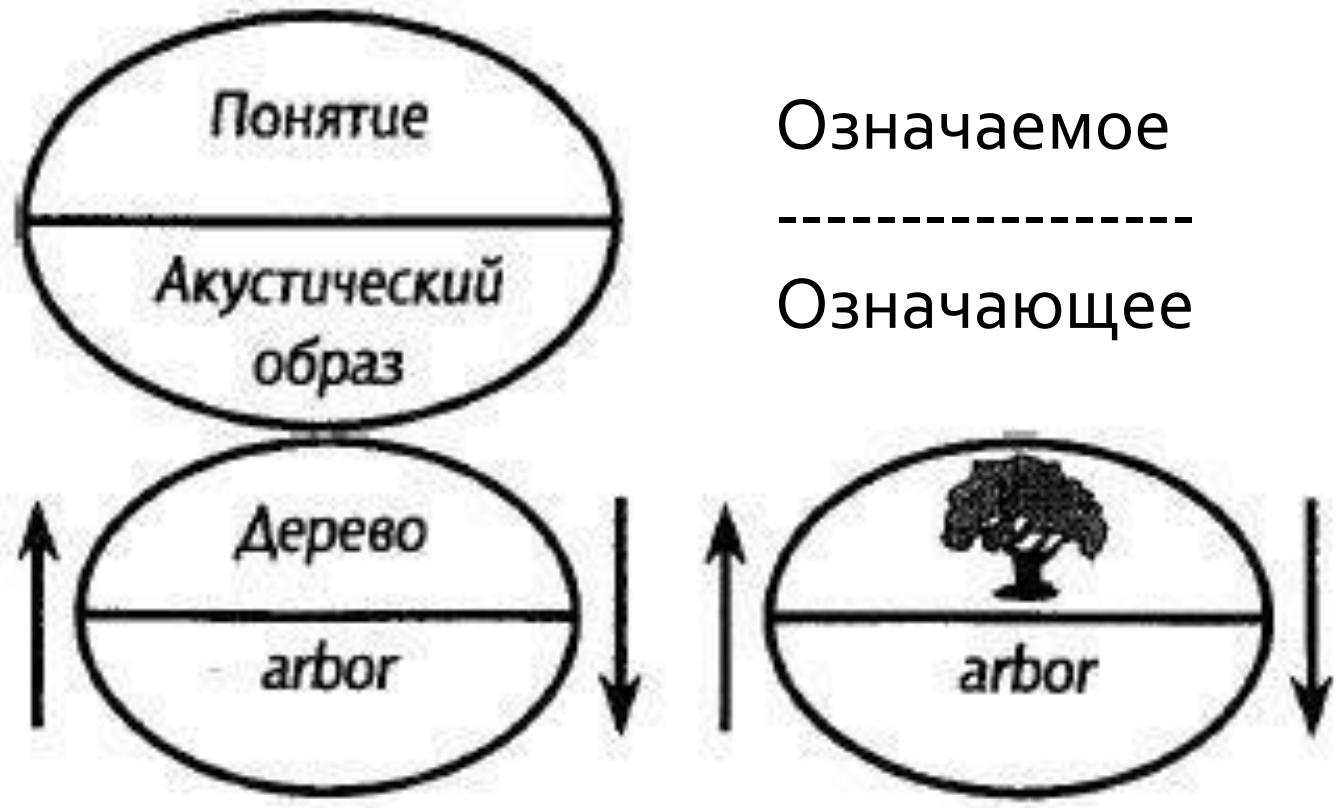 Понятие
Акустический
образ
Означаемое
----------------
Означающее
Дерево
arbor
arbor